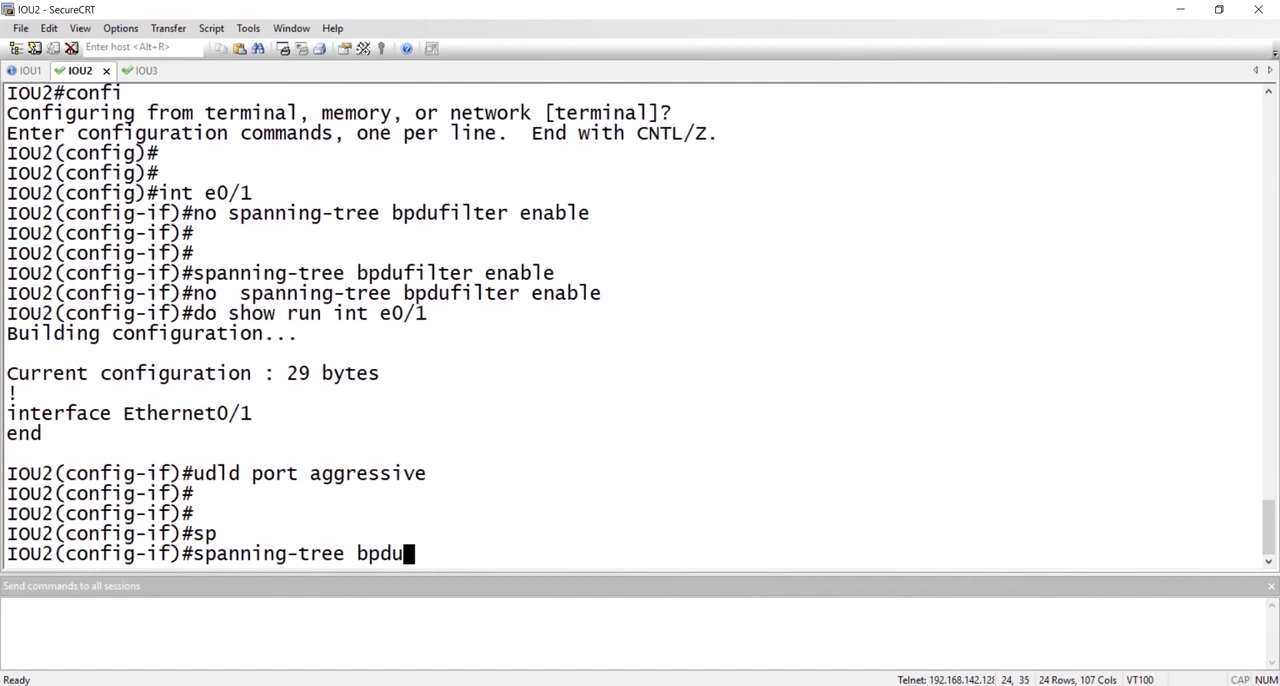 IOU2 - SecureCRT
File Edit View Options Transfer Script Tools Window Help
Enter host <Alt+R>
IOU1 IOU2 IOU3
IOU2#confi
Configuring from terminal, memory, or network [terminal]?
Enter configuration commands, one per line.  End with CNTL/Z.
IOU2(config)#
IOU2(config)#
IOU2(config)#int e0/1
IOU2(config-if)#no spanning-tree bpdufilter enable
IOU2(config-if)#
IOU2(config-if)#
IOU2(config-if)#spanning-tree bpdufilter enable
IOU2(config-if)#no  spanning-tree bpdufilter enable
IOU2(config-if)#do show run int e0/1
Building configuration...
Current configuration : 29 bytes
!
interface Ethernet0/1
end
IOU2(config-if)#udld port aggressive
IOU2(config-if)#
IOU2(config-if)#
IOU2(config-if)#sp
IOU2(config-if)#spanning-tree bpdu
Send commands to all sessions
Ready Telnet: 192.168.142.128 24, 35 24 Rows, 107 Cols VT100 CAP NUM